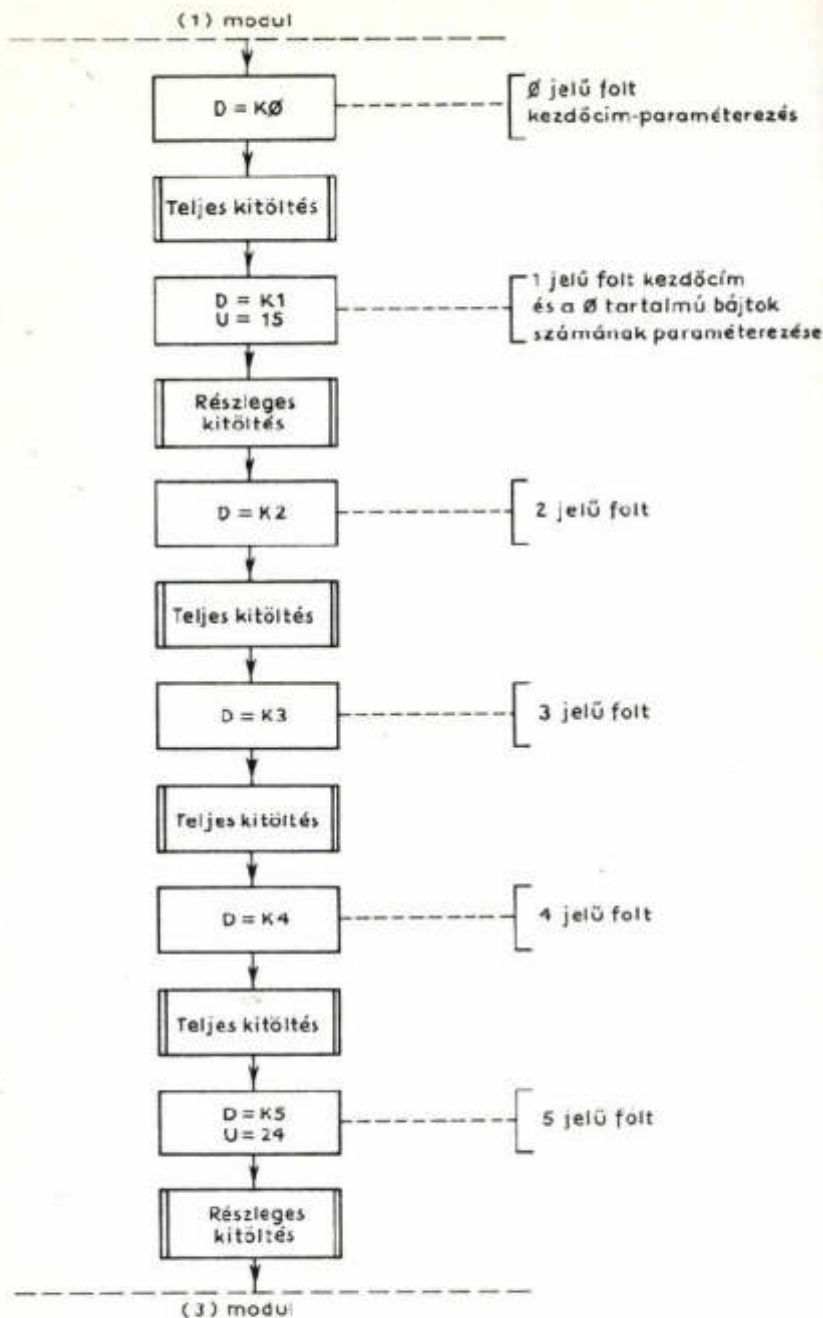 (1) modul
D = KØ
Ø jelű folt
kezdőcím-paraméterezés
Teljes kitöltés
D = K1
U = 15
1 jelű folt kezdőcím
és a Ø tartalmú bájtok
számának paraméterezése
Részleges
kitöltés
D = K2
2 jelű folt
Teljes kitöltés
D = K3
3 jelű folt
Teljes kitöltés
D = K4
4 jelű folt
Teljes kitöltés
D = K5
U = 24
5 jelű folt
Részleges
kitöltés
(3) modul